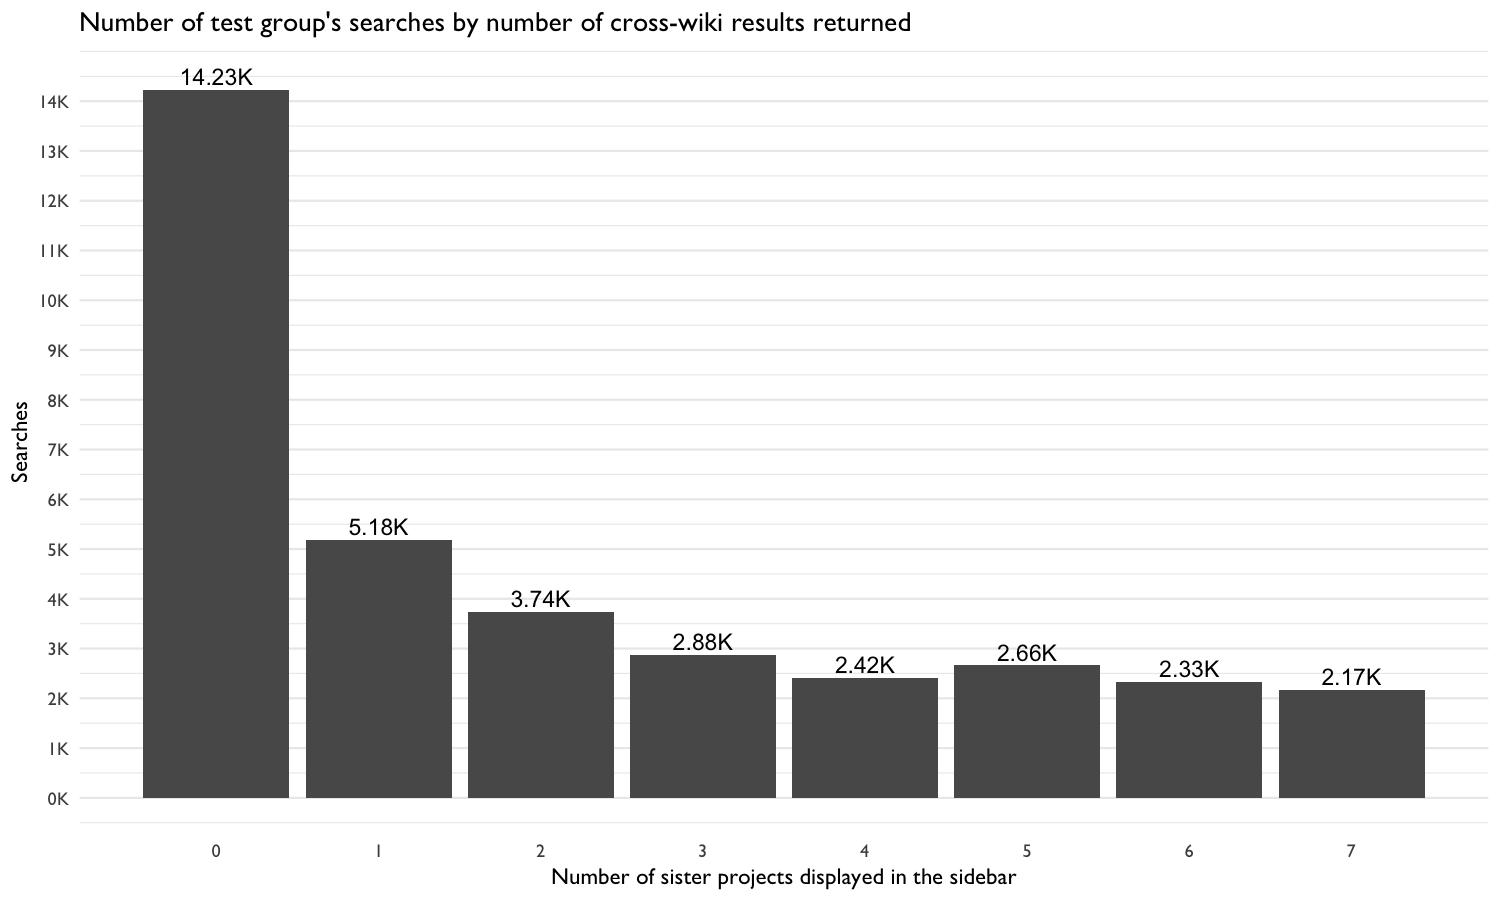 Number of test group's searches by number of cross-wiki results returned
14.23K
14K
13K
12K
11K
10K
9K
8K
7K
6K
5.18K
5K
4K
3.74K
3K
2.88K
2.42K
2.66K
2.33K
2.17K
2K
1K
0K
Searches
0 1 2 3 4 5 6 7
Number of sister projects displayed in the sidebar